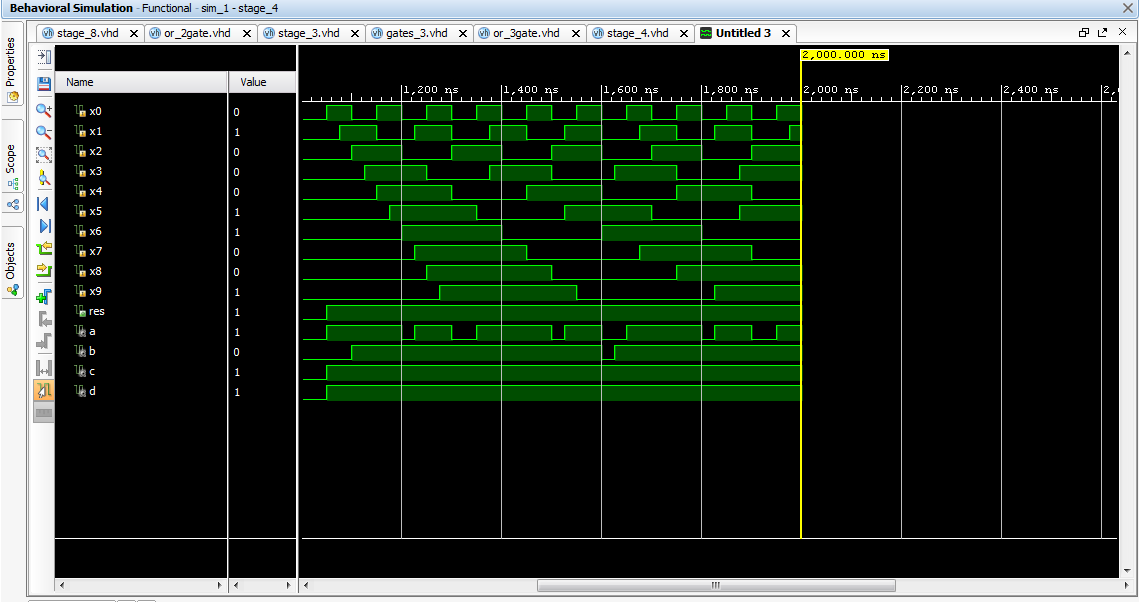 Behavioral Simulation - Functional - sim_1 - stage_4
stage_8.vhd or_2gate.vhd stage_3.vhd gates_3.vhd or_3gate.vhd stage_4.vhd Untitled 3
Properties
Scope
Objects
2,000.000 ns
Name Value
1,200 ns 1,400 ns 1,600 ns 1,800 ns 2,000 ns 2,200 ns 2,400 ns
x0 0
x1 1
x2 0
x3 0
x4 0
x5 1
x6 1
x7 0
x8 0
x9 1
res 1
a 1
b 0
c 1
d 1